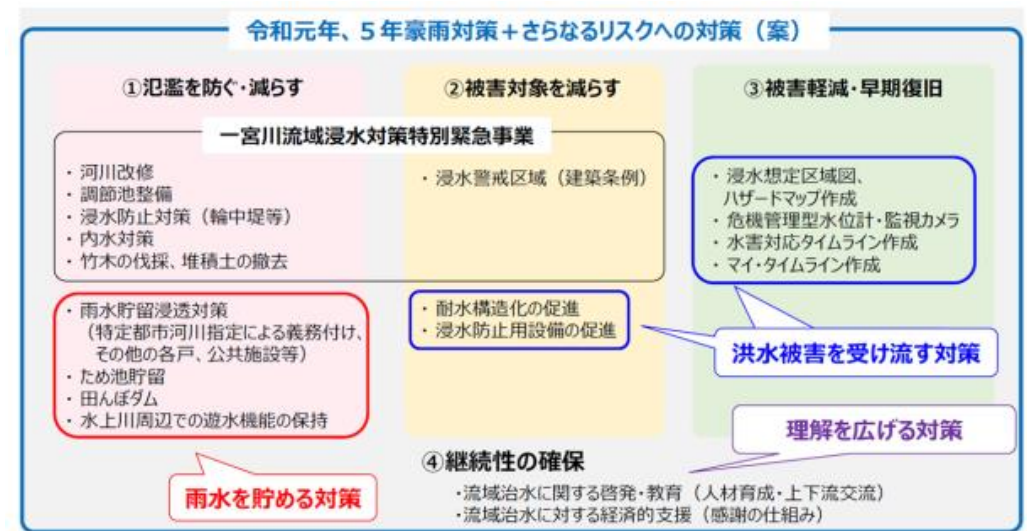 令和元年、5年豪雨対策+さらなるリスクへの対策(案)
①氾濫を防ぐ・減らす
②被害対象を減らす
③被害軽減・早期復旧
一宮川流域浸水対策特別緊急事業
・河川改修
・調節池整備
・浸水防止対策(輪中堤等)
・内水対策
・竹木の伐採、堆積土の撤去
・浸水警戒区域(建築条例)
・浸水想定区域図、
ハザードマップ作成
・危機管理型水位計・監視カメラ
・水害対応タイムライン作成
・マイ・タイムライン作成
・雨水貯留浸透対策
(特定都市河川指定による義務付け、
その他の各戸、公共施設等)
・ため池貯留
・田んぼダム
・水上川周辺での遊水機能の保持
・耐水構造化の促進
・浸水防止用設備の促進
洪水被害を受け流す対策
理解を広げる対策
雨水を貯める対策
④継続性の確保
・流域治水に関する啓発・教育(人材育成・上下流交流)
・流域治水に対する経済的支援(感謝の仕組み)